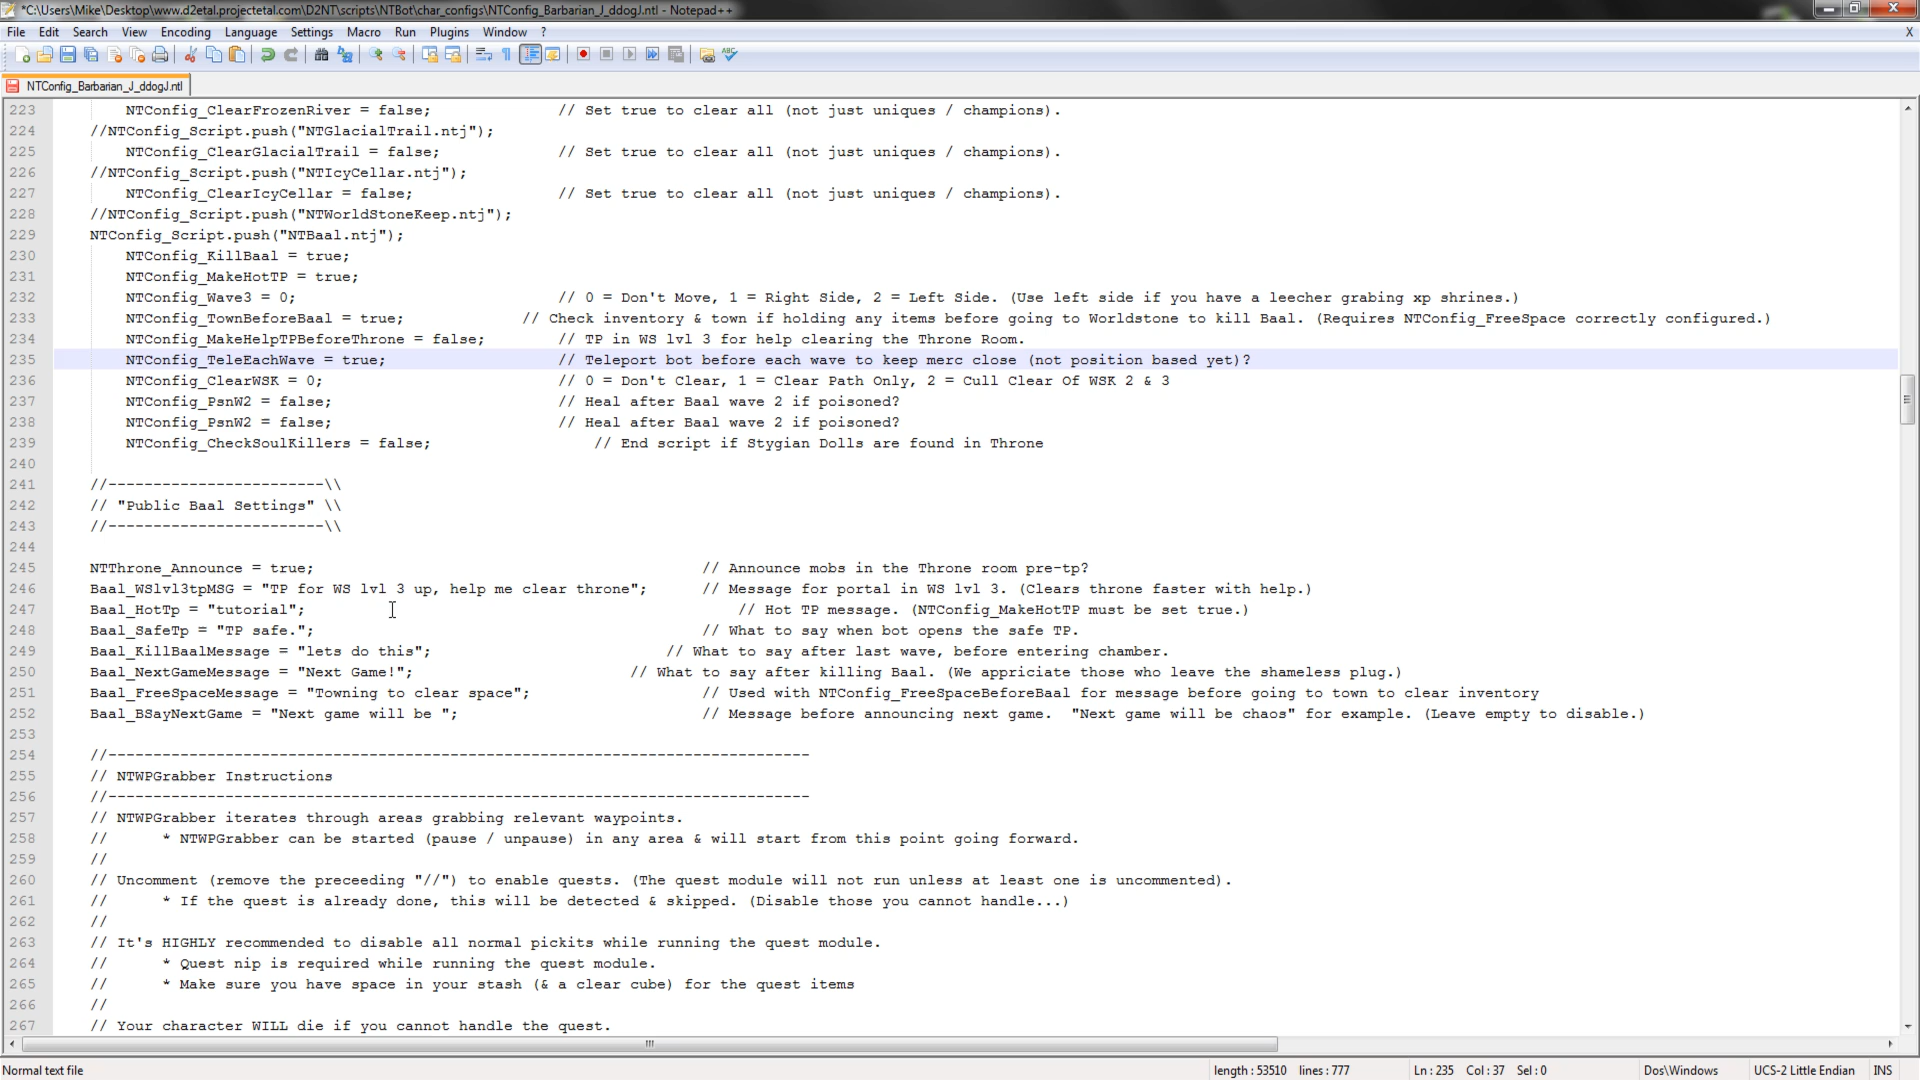 *C:\Users\Mike\Desktop\www.d2etal.projectetal.com\D2NT\scripts\NTBot\char_configs\NTConfig_Barbarian_J_ddogJ.ntl - Notepad++
File Edit Search View Encoding Language Settings Macro Run Plugins Window ? X
NTConfig_Barbarian_J_ddogJ.ntl
223 NTConfig_ClearFrozenRiver = false; // Set true to clear all (not just uniques / champions).
224 //NTConfig_Script.push("NTGlacialTrail.ntj");
225 NTConfig_ClearGlacialTrail = false; // Set true to clear all (not just uniques / champions).
226 //NTConfig_Script.push("NTIcyCellar.ntj");
227 NTConfig_ClearIcyCellar = false; // Set true to clear all (not just uniques / champions).
228 //NTConfig_Script.push("NTWorldStoneKeep.ntj");
229 NTConfig_Script.push("NTBaal.ntj");
230 NTConfig_KillBaal = true;
231 NTConfig_MakeHotTP = true;
232 NTConfig_Wave3 = 0; // 0 = Don't Move, 1 = Right Side, 2 = Left Side. (Use left side if you have a leecher grabing xp shrines.)
233 NTConfig_TownBeforeBaal = true; // Check inventory & town if holding any items before going to Worldstone to kill Baal. (Requires NTConfig_FreeSpace correctly configured.)
234 NTConfig_MakeHelpTPBeforeThrone = false; // TP in WS lvl 3 for help clearing the Throne Room.
235 NTConfig_TeleEachWave = true; // Teleport bot before each wave to keep merc close (not position based yet)?
236 NTConfig_ClearWSK = 0; // 0 = Don't Clear, 1 = Clear Path Only, 2 = Cull Clear Of WSK 2 & 3
237 NTConfig_PsnW2 = false; // Heal after Baal wave 2 if poisoned?
238 NTConfig_PsnW2 = false; // Heal after Baal wave 2 if poisoned?
239 NTConfig_CheckSoulKillers = false; // End script if Stygian Dolls are found in Throne
240
241 //------------------------\\
242 // "Public Baal Settings" \\
243 //------------------------\\
244
245 NTThrone_Announce = true; // Announce mobs in the Throne room pre-tp?
246 Baal_WSlvl3tpMSG = "TP for WS lvl 3 up, help me clear throne"; // Message for portal in WS lvl 3. (Clears throne faster with help.)
247 Baal_HotTp = "tutorial"; // Hot TP message. (NTConfig_MakeHotTP must be set true.)
248 Baal_SafeTp = "TP safe."; // What to say when bot opens the safe TP.
249 Baal_KillBaalMessage = "lets do this"; // What to say after last wave, before entering chamber.
250 Baal_NextGameMessage = "Next Game!"; // What to say after killing Baal. (We appriciate those who leave the shameless plug.)
251 Baal_FreeSpaceMessage = "Towning to clear space"; // Used with NTConfig_FreeSpaceBeforeBaal for message before going to town to clear inventory
252 Baal_BSayNextGame = "Next game will be "; // Message before announcing next game.  "Next game will be chaos" for example. (Leave empty to disable.)
253
254 //------------------------------------------------------------------------------
255 // NTWPGrabber Instructions
256 //------------------------------------------------------------------------------
257 // NTWPGrabber iterates through areas grabbing relevant waypoints.
258 // * NTWPGrabber can be started (pause / unpause) in any area & will start from this point going forward.
259 //
260 // Uncomment (remove the preceeding "//") to enable quests. (The quest module will not run unless at least one is uncommented).
261 // * If the quest is already done, this will be detected & skipped. (Disable those you cannot handle...)
262 //
263 // It's HIGHLY recommended to disable all normal pickits while running the quest module.
264 // * Quest nip is required while running the quest module.
265 // * Make sure you have space in your stash (& a clear cube) for the quest items
266 //
267 // Your character WILL die if you cannot handle the quest.
Normal text file length : 53510 lines : 777 Ln : 235 Col : 37 Sel : 0 Dos\Windows UCS-2 Little Endian INS